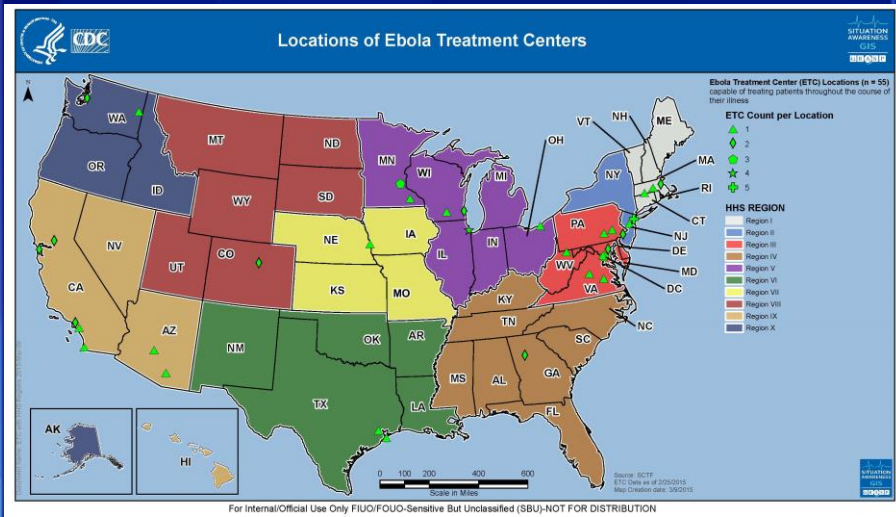 CDC
Locations of Ebola Treatment Centers
SITUATION
AWARENESS
GIS
GRASP
N
Ebola Treatment Center (ETC) Locations (n = 55)
capable of treating patients throughout the course of
their illness
ETC Count per Location
1
2
3
4
5
HHS REGION
Region I
Region II
Region III
Region IV
Region V
Region VI
Region VII
Region VIII
Region IX
Region X
WA
OR
ID
MT
ND
SD
WY
MN
WI
MI
OH
VT
NH
ME
MA
RI
CT
NY
NJ
PA
DE
MD
DC
WV
VA
NC
NV
CA
UT
CO
AZ
NM
NE
KS
IA
MO
IL
IN
KY
TN
SC
OK
AR
MS
AL
GA
FL
LA
TX
AK
HI
0 100 200 400 600
Scale in Miles
Source: SCTF
ETC Data as of 2/25/2015
Map Creation date: 3/9/2015
SITUATION
AWARENESS
GIS
GRASP
For Internal/Official Use Only FIUO/FOUO-Sensitive But Unclassified (SBU)-NOT FOR DISTRIBUTION